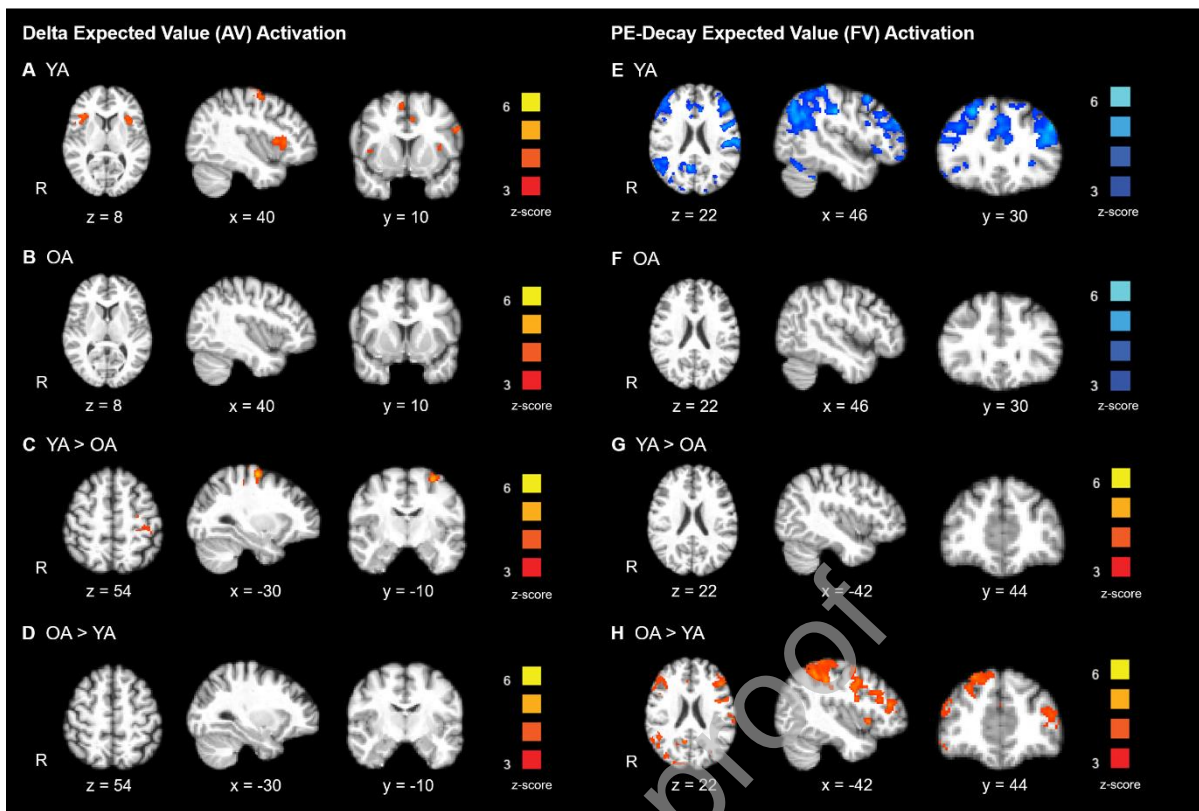 Delta Expected Value (AV) Activation
A YA
6
3
z-score
R
z = 8
x = 40
y = 10
B OA
6
3
z-score
R
z = 8
x = 40
y = 10
C YA > OA
6
3
z-score
R
z = 54
x = -30
y = -10
D OA > YA
6
3
z-score
R
z = 54
x = -30
y = -10
PE-Decay Expected Value (FV) Activation
E YA
6
3
z-score
R
z = 22
x = 46
y = 30
F OA
6
3
z-score
R
z = 22
x = 46
y = 30
G YA > OA
6
3
z-score
R
z = 22
x = -42
y = 44
H OA > YA
6
3
z-score
R
z = 22
x = -42
y = 44
proof